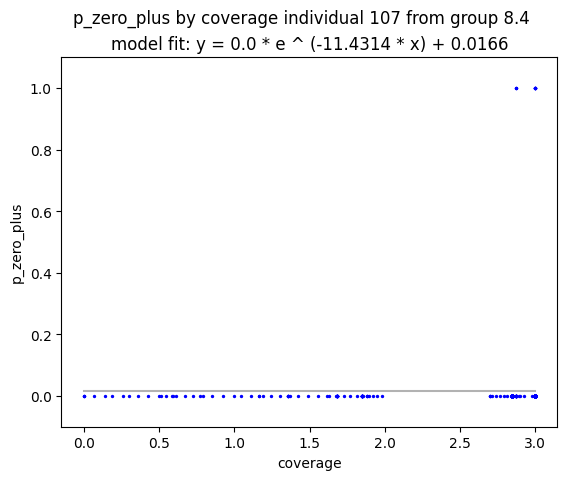 p_zero_plus by coverage individual 107 from group 8.4
model fit: y = 0.0 * e ^ (-11.4314 * x) + 0.0166
1.0
0.8
0.6
0.4
0.2
0.0
p_zero_plus
0.0 0.5 1.0 1.5 2.0 2.5 3.0
coverage